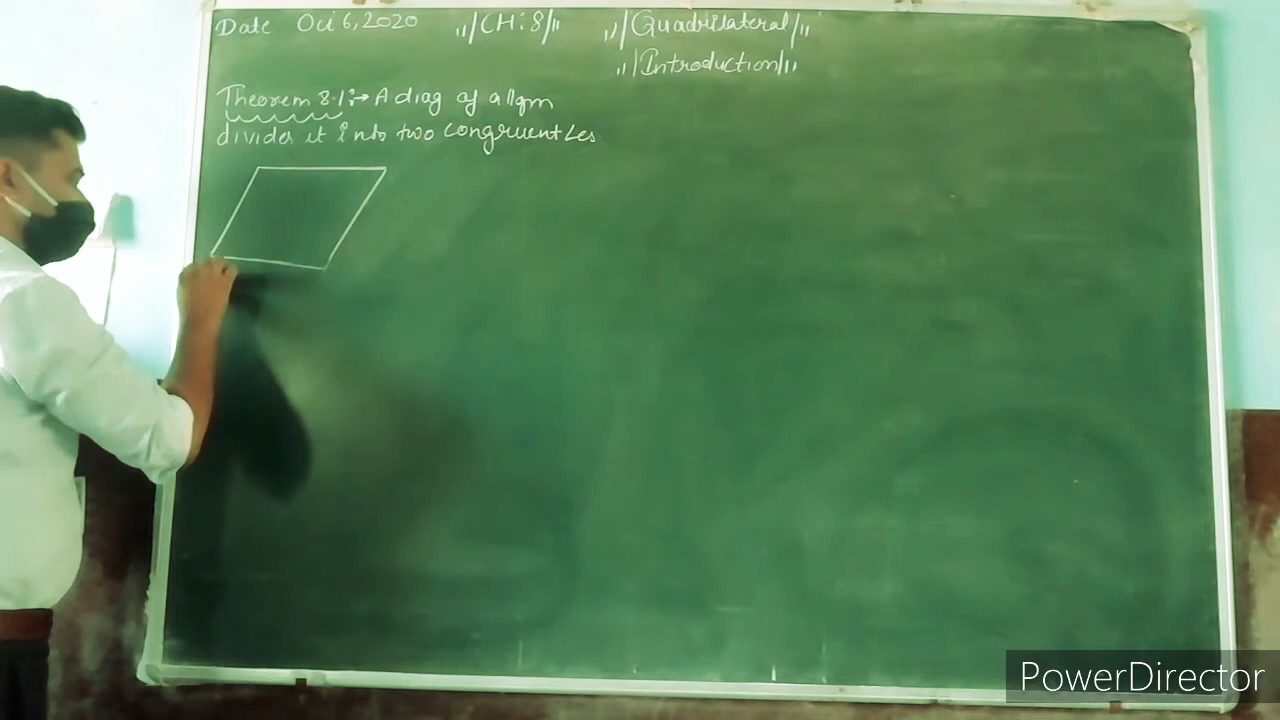 Date Oct 6, 2020 //CH:8// //Quadrilateral//
//Introduction//
Theorem 8.1:→ A diag of a llgm
divides it into two congruent Les
PowerDirector